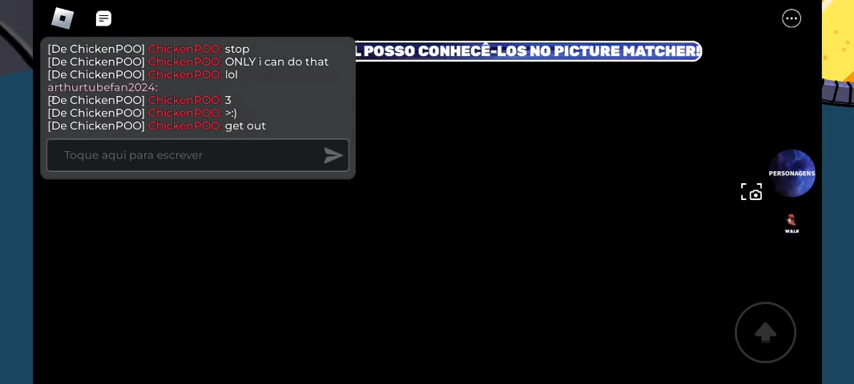 [De ChickenPOO] ChickenPOO: stop
L POSSO CONHECÊ-LOS NO PICTURE MATCHER!
[De ChickenPOO] ChickenPOO: ONLY i can do that
[De ChickenPOO] ChickenPOO: lol
arthurtubefan2024:
[De ChickenPOO] ChickenPOO: 3
[De ChickenPOO] ChickenPOO: >:)
[De ChickenPOO] ChickenPOO: get out
Toque aqui para escrever
PERSONAGENS
WALK